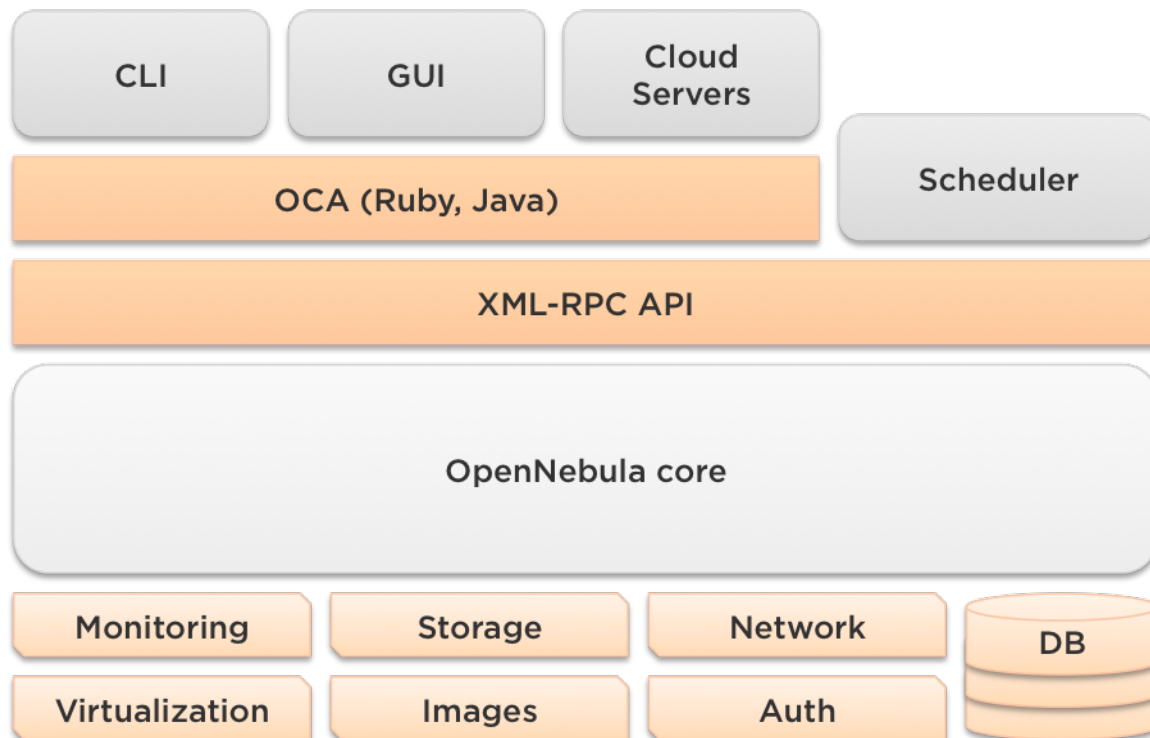 CLI
GUI
Cloud
Servers
Scheduler
OCA (Ruby, Java)
XML-RPC API
OpenNebula core
Monitoring
Storage
Network
DB
Virtualization
Images
Auth